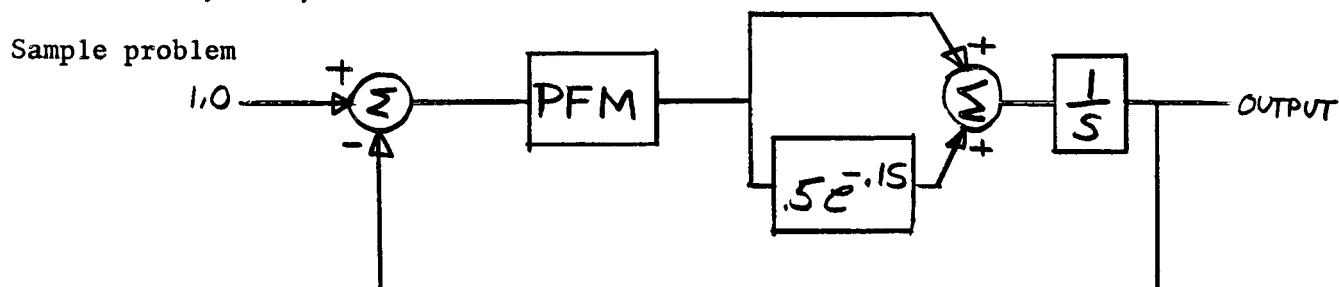 Sample problem
1.0
+
-
Σ
PFM
+
+
Σ
.5e^-.1S
1/S
OUTPUT